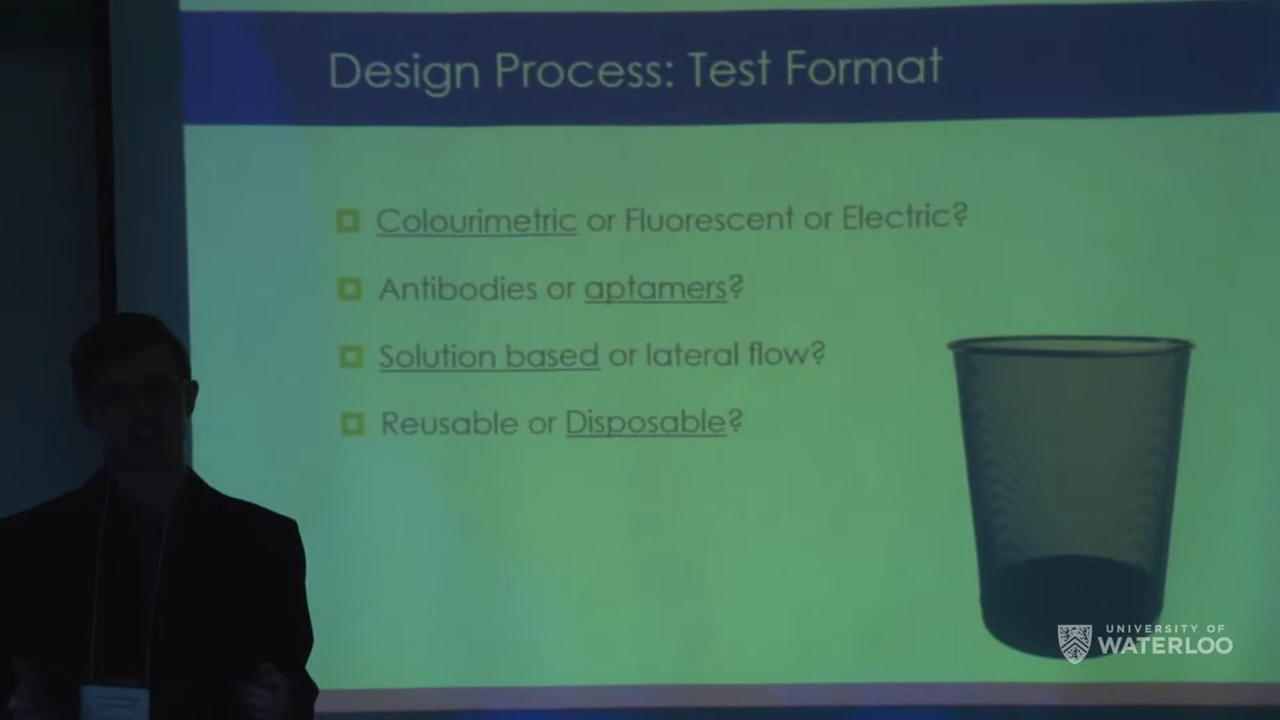 Design Process: Test Format
Colourimetric or Fluorescent or Electric?
Antibodies or aptamers?
Solution based or lateral flow?
Reusable or Disposable?
UNIVERSITY OF
WATERLOO